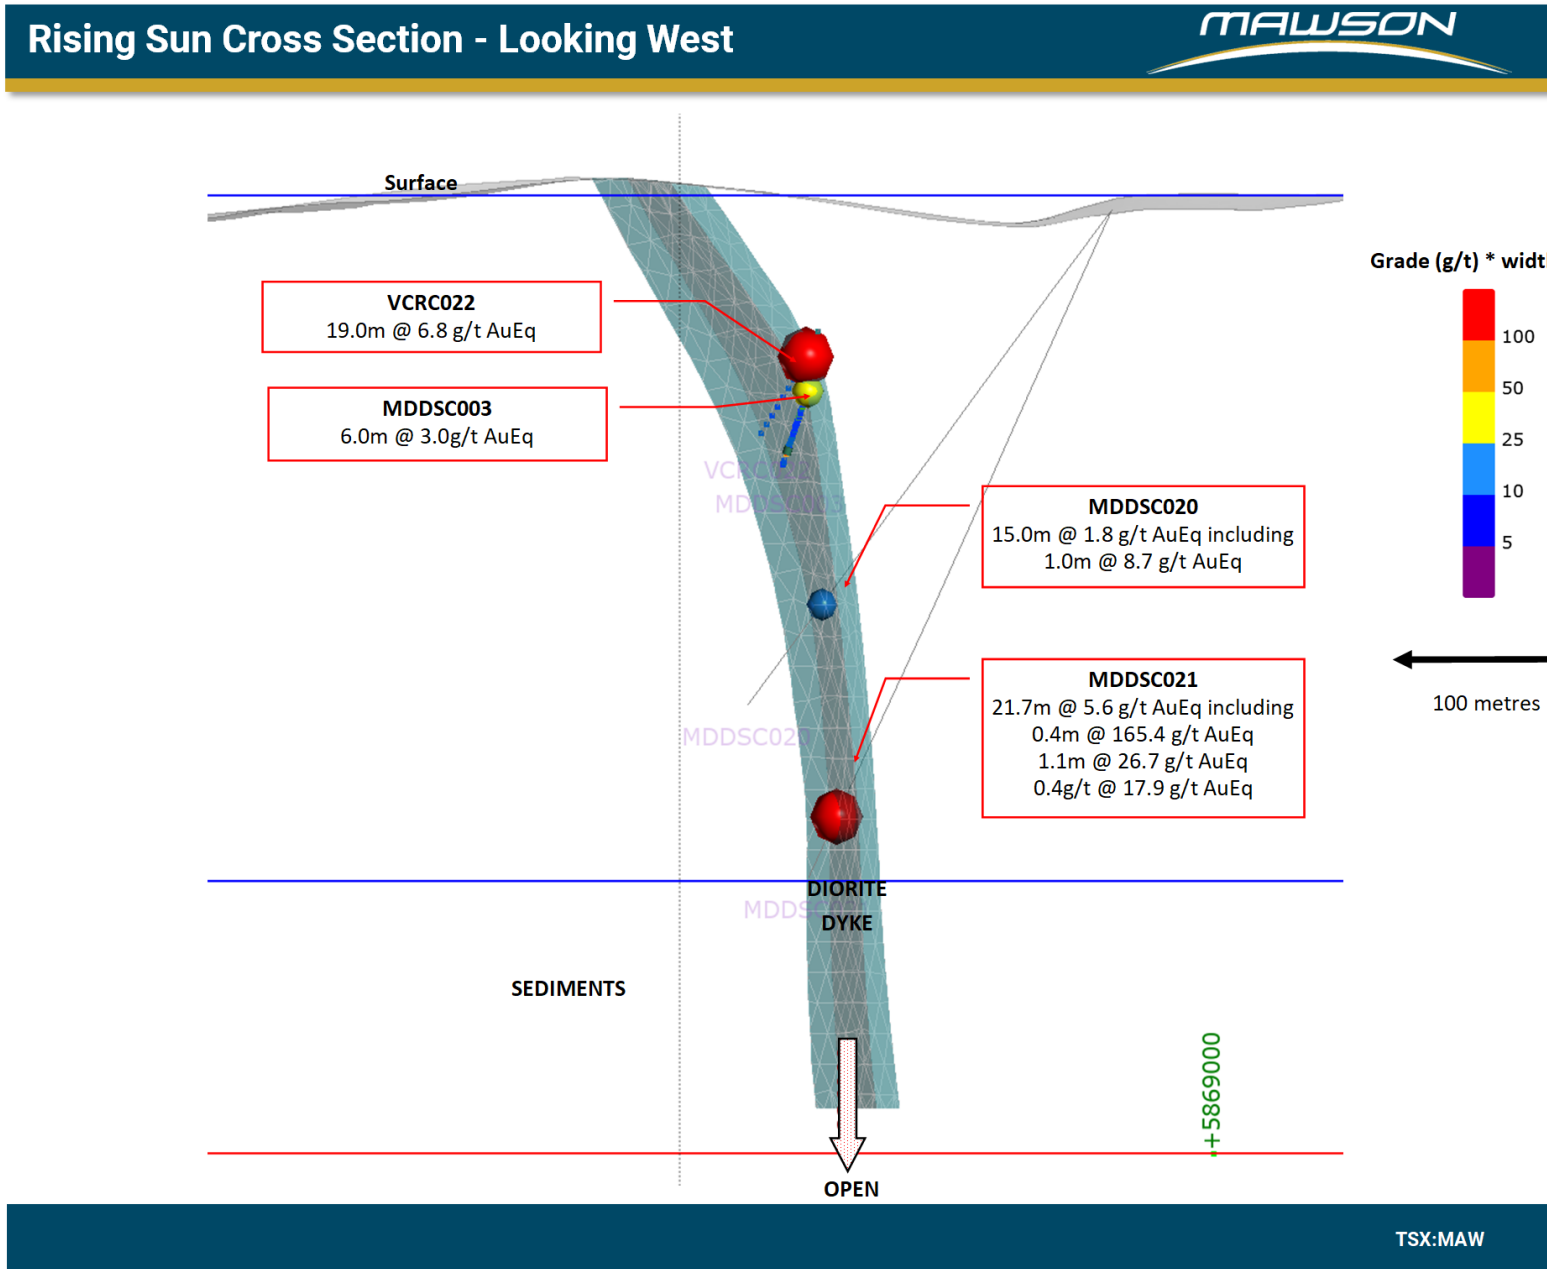 Rising Sun Cross Section - Looking West
MAWSON
Surface
Grade (g/t) * widt
VCRC022
19.0m @ 6.8 g/t AuEq
100
50
MDDSC003
6.0m @ 3.0g/t AuEq
25
10
MDDSC020
15.0m @ 1.8 g/t AuEq including
1.0m @ 8.7 g/t AuEq
5
MDDSC021
21.7m @ 5.6 g/t AuEq including
0.4m @ 165.4 g/t AuEq
1.1m @ 26.7 g/t AuEq
0.4g/t @ 17.9 g/t AuEq
100 metres
DIORITE
DYKE
SEDIMENTS
+5869000
OPEN
TSX:MAW